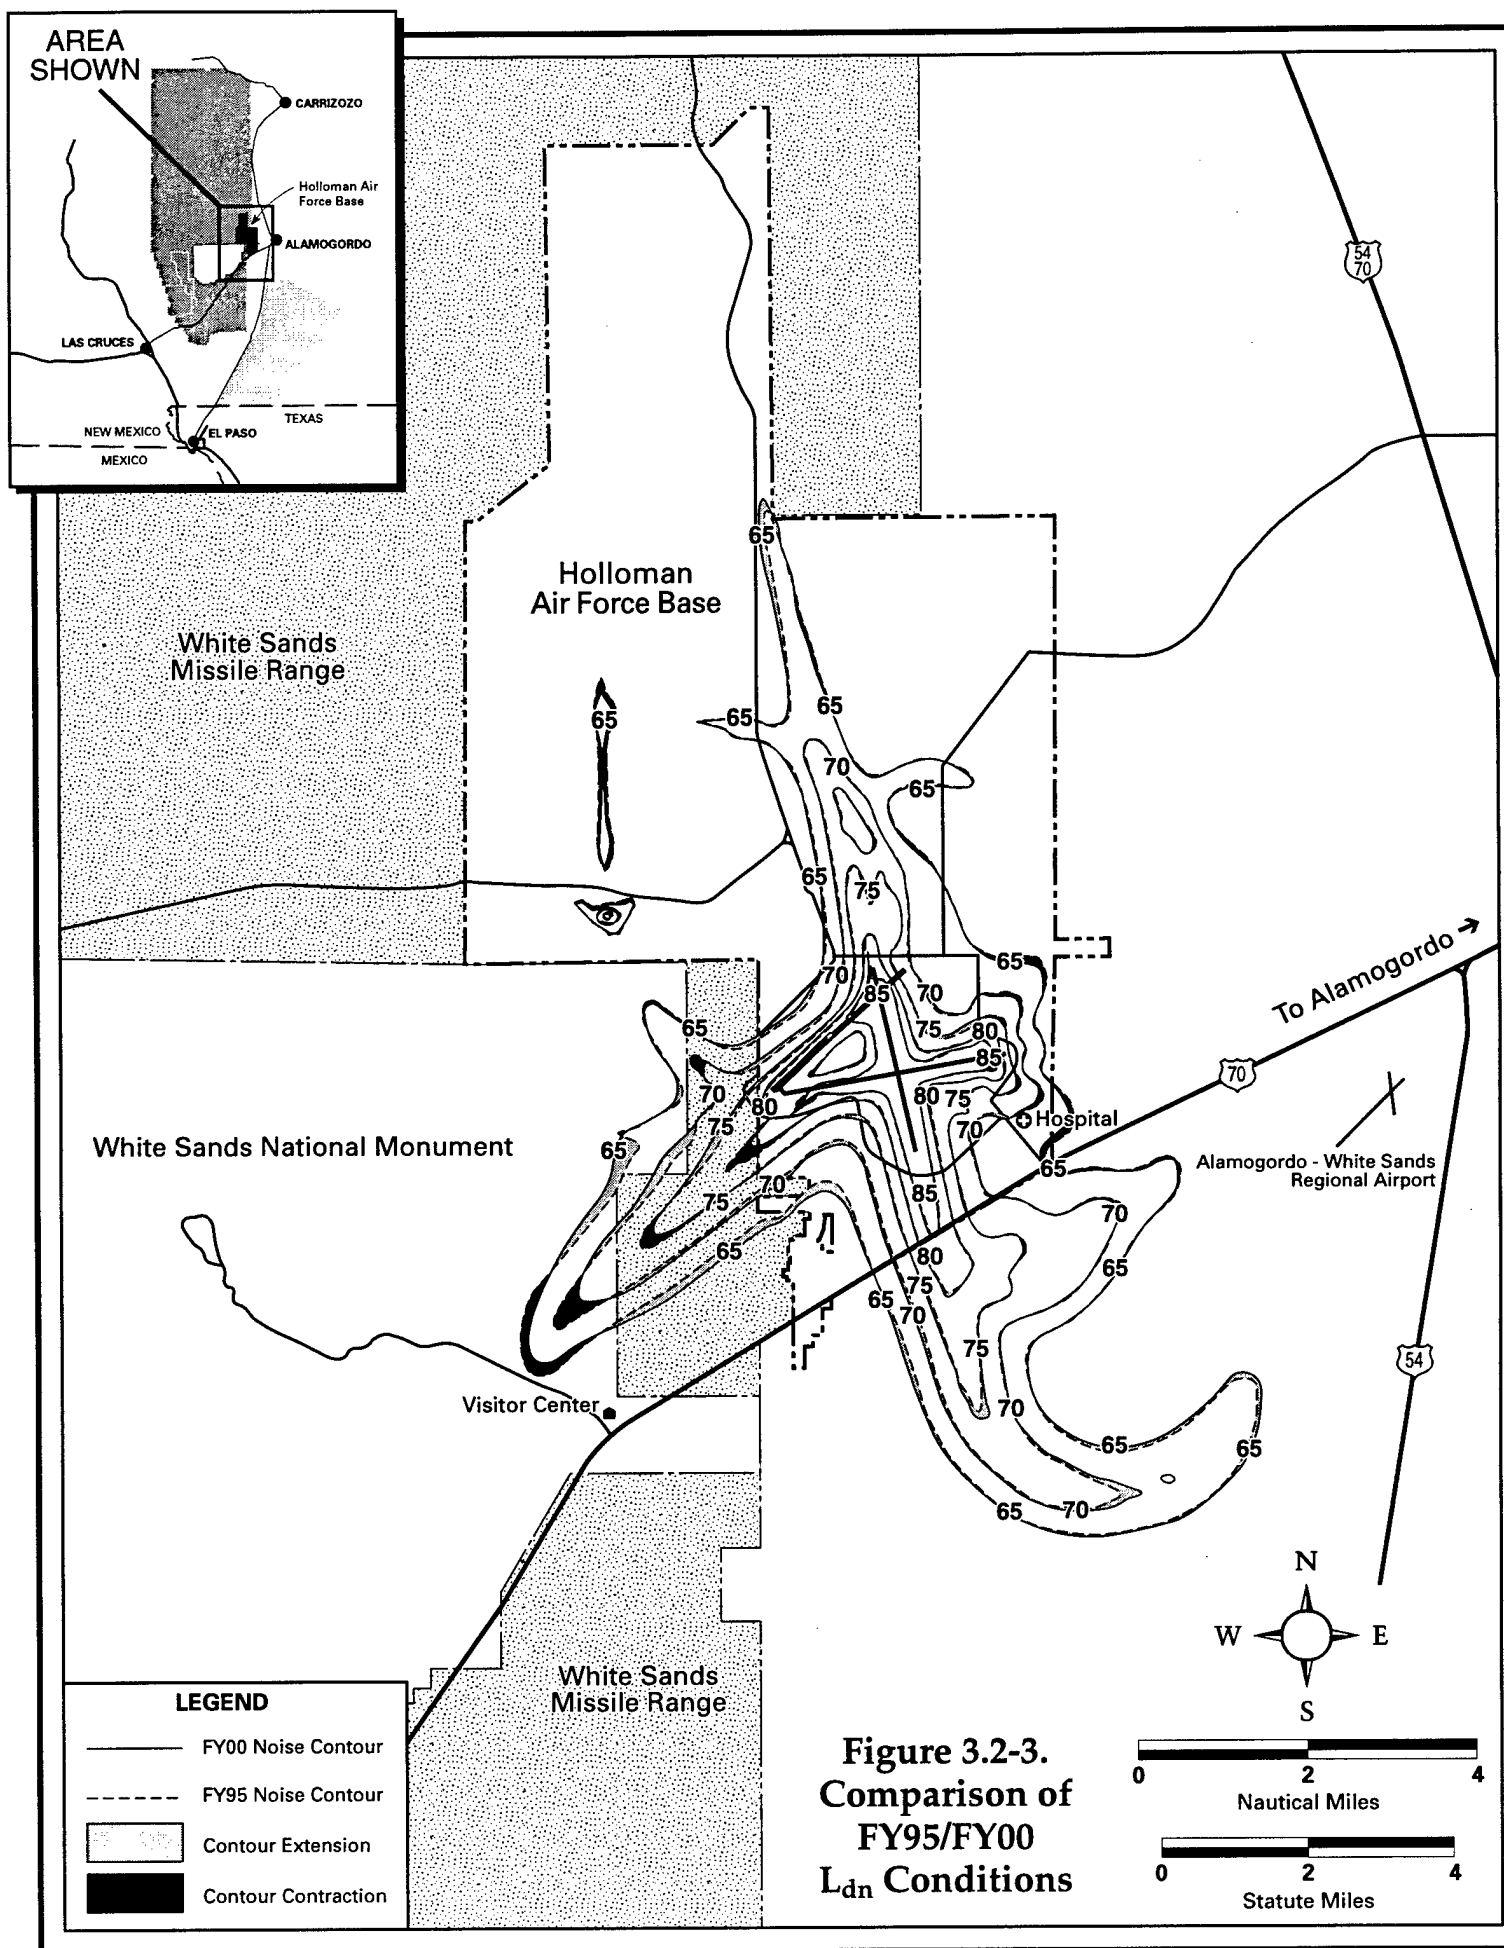 AREA
SHOWN
CARRIZOZO
Holloman Air
Force Base
ALAMOGORDO
LAS CRUCES
TEXAS
NEW MEXICO
EL PASO
MEXICO
54
70
65
Holloman
Air Force Base
White Sands
Missile Range
65
65
65
70
65
65
75
65
70
85
70
To Alamogordo
65
75
80
85
70
70
80
75
80
75
Hospital
White Sands National Monument
65
70
65
Alamogordo - White Sands
Regional Airport
70
75
85
70
65
80
65
75
65
70
75
54
Visitor Center
70
65
65
65
70
N
W
E
S
White Sands
Missile Range
LEGEND
FY00 Noise Contour
FY95 Noise Contour
Contour Extension
Contour Contraction
Figure 3.2-3.
Comparison of
FY95/FY00
Ldn Conditions
0 2 4
Nautical Miles
0 2 4
Statute Miles